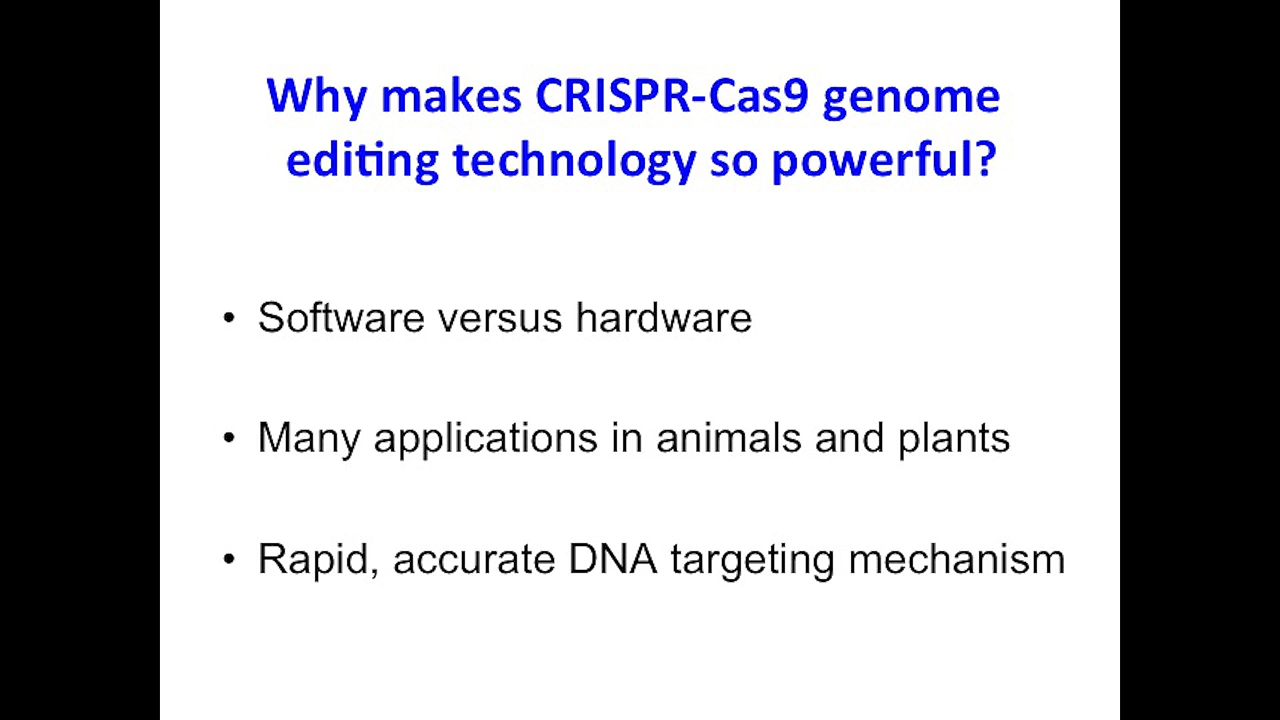 Why makes CRISPR-Cas9 genome
editing technology so powerful?
• Software versus hardware
• Many applications in animals and plants
• Rapid, accurate DNA targeting mechanism